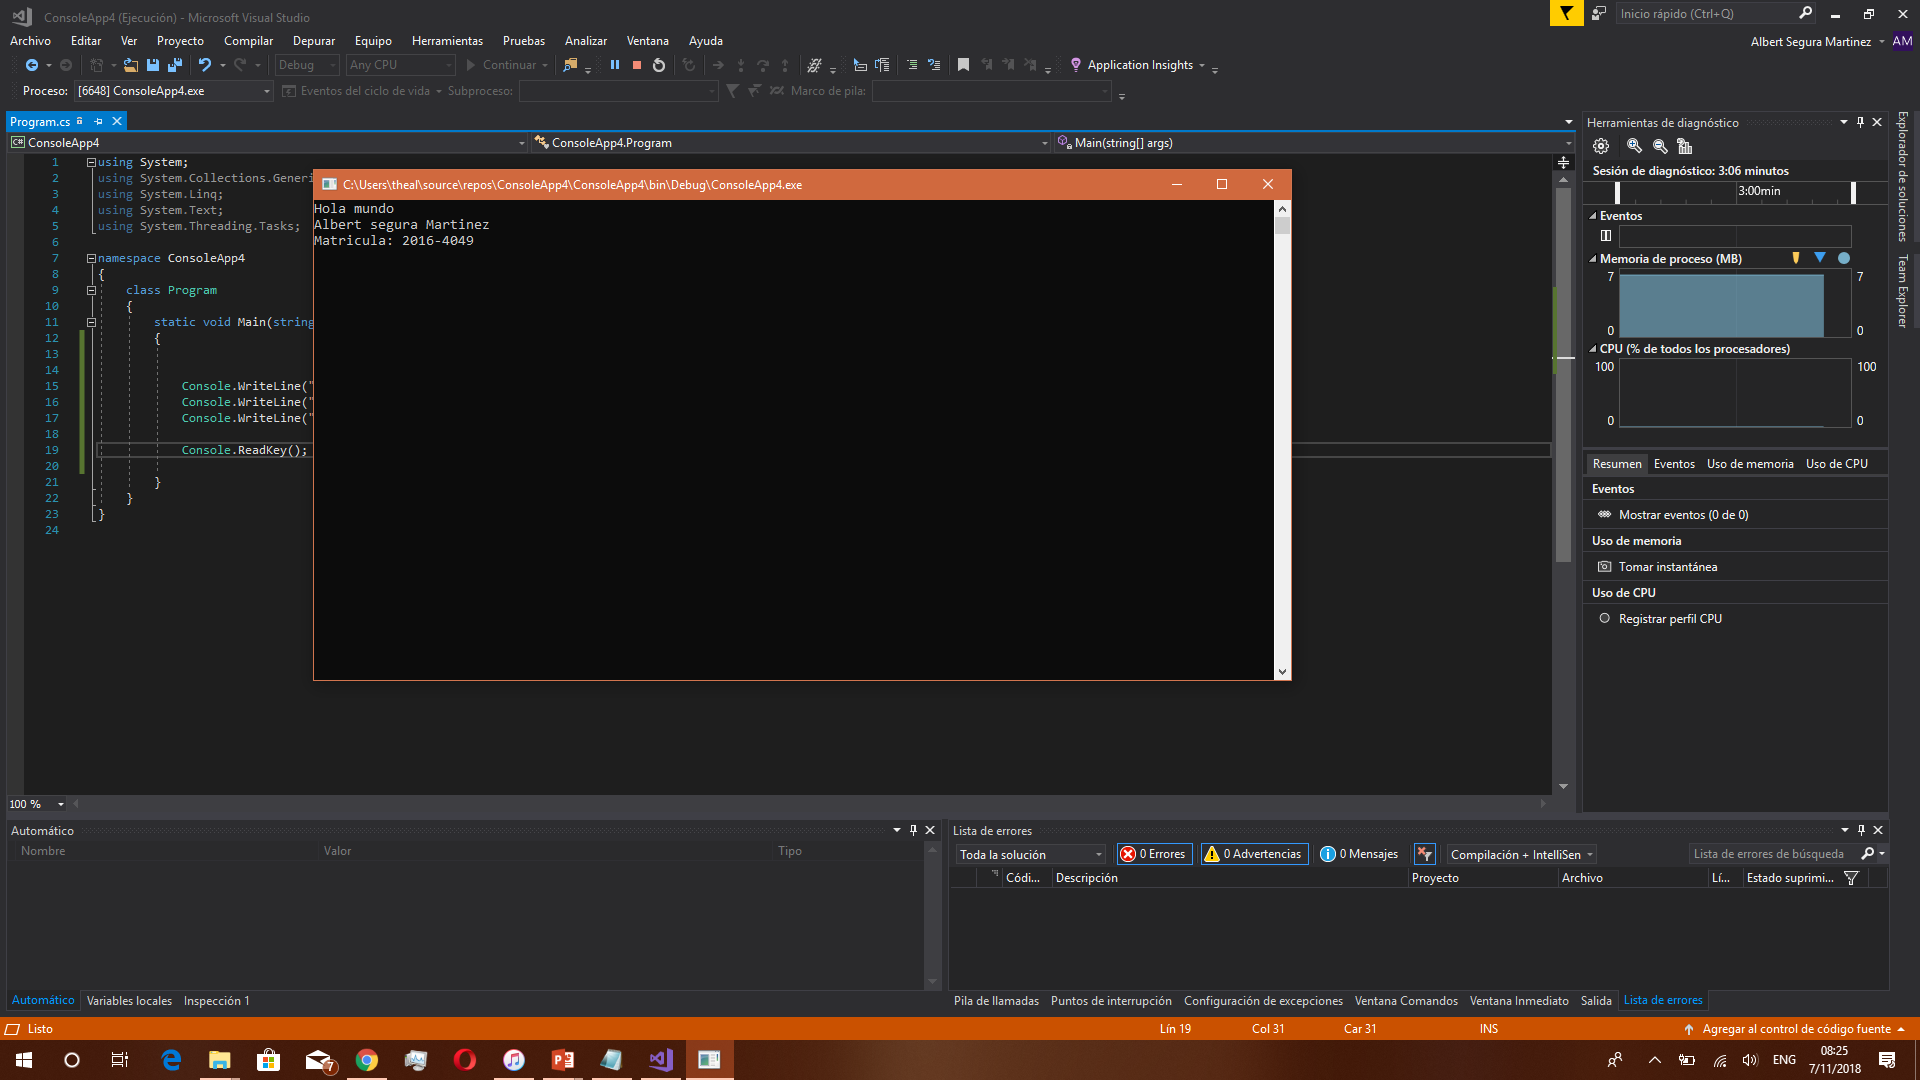 ConsoleApp4 (Ejecución) - Microsoft Visual Studio
Inicio rápido (Ctrl+Q)
Archivo Editar Ver Proyecto Compilar Depurar Equipo Herramientas Pruebas Analizar Ventana Ayuda
Albert Segura Martinez AM
Debug Any CPU Continuar Application Insights
Proceso: [6648] ConsoleApp4.exe Eventos del ciclo de vida Subproceso: Marco de pila:
Program.cs
C# ConsoleApp4 ConsoleApp4.Program Main(string[] args)
1 using System;
2 using System.Collections.Generi
3 using System.Linq;
4 using System.Text;
5 using System.Threading.Tasks;
6
7 namespace ConsoleApp4
8 {
9 class Program
10 {
11 static void Main(string
12 {
13
14
15 Console.WriteLine("
16 Console.WriteLine("
17 Console.WriteLine("
18
19 Console.ReadKey();
20
21 }
22 }
23 }
24
C:\Users\theal\source\repos\ConsoleApp4\ConsoleApp4\bin\Debug\ConsoleApp4.exe
Hola mundo
Albert segura Martinez
Matricula: 2016-4049
Herramientas de diagnóstico
Sesión de diagnóstico: 3:06 minutos
3:00min
Eventos
Memoria de proceso (MB)
7 7
0 0
CPU (% de todos los procesadores)
100 100
0 0
Resumen Eventos Uso de memoria Uso de CPU
Eventos
Mostrar eventos (0 de 0)
Uso de memoria
Tomar instantánea
Uso de CPU
Registrar perfil CPU
Explorador de soluciones
Team Explorer
100 %
Automático
Nombre Valor Tipo
Automático Variables locales Inspección 1
Lista de errores
Toda la solución 0 Errores 0 Advertencias 0 Mensajes Compilación + IntelliSen Lista de errores de búsqueda
Códi... Descripción Proyecto Archivo Lí... Estado suprimi...
Pila de llamadas Puntos de interrupción Configuración de excepciones Ventana Comandos Ventana Inmediato Salida Lista de errores
Listo Lín 19 Col 31 Car 31 INS Agregar al control de código fuente
7 ENG 08:25
7/11/2018